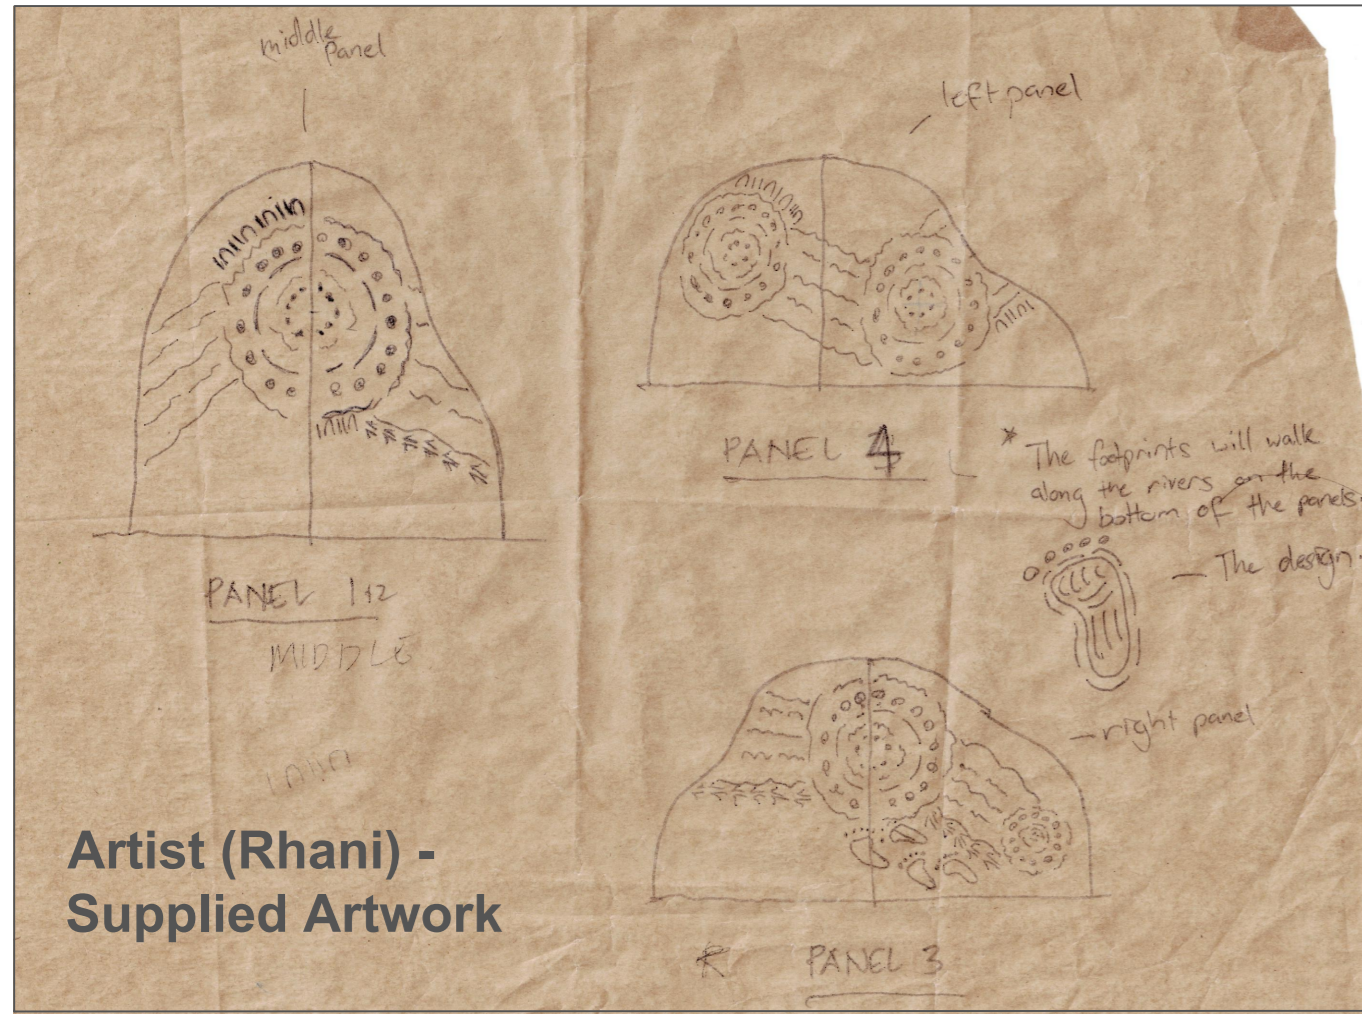 middle
Panel
left panel
PANEL 4
* The footprints will walk
along the rivers on the
bottom of the panels.
— The design.
PANEL 1+2
MIDDLE
— right panel
Artist (Rhani) -
Supplied Artwork
R PANEL 3